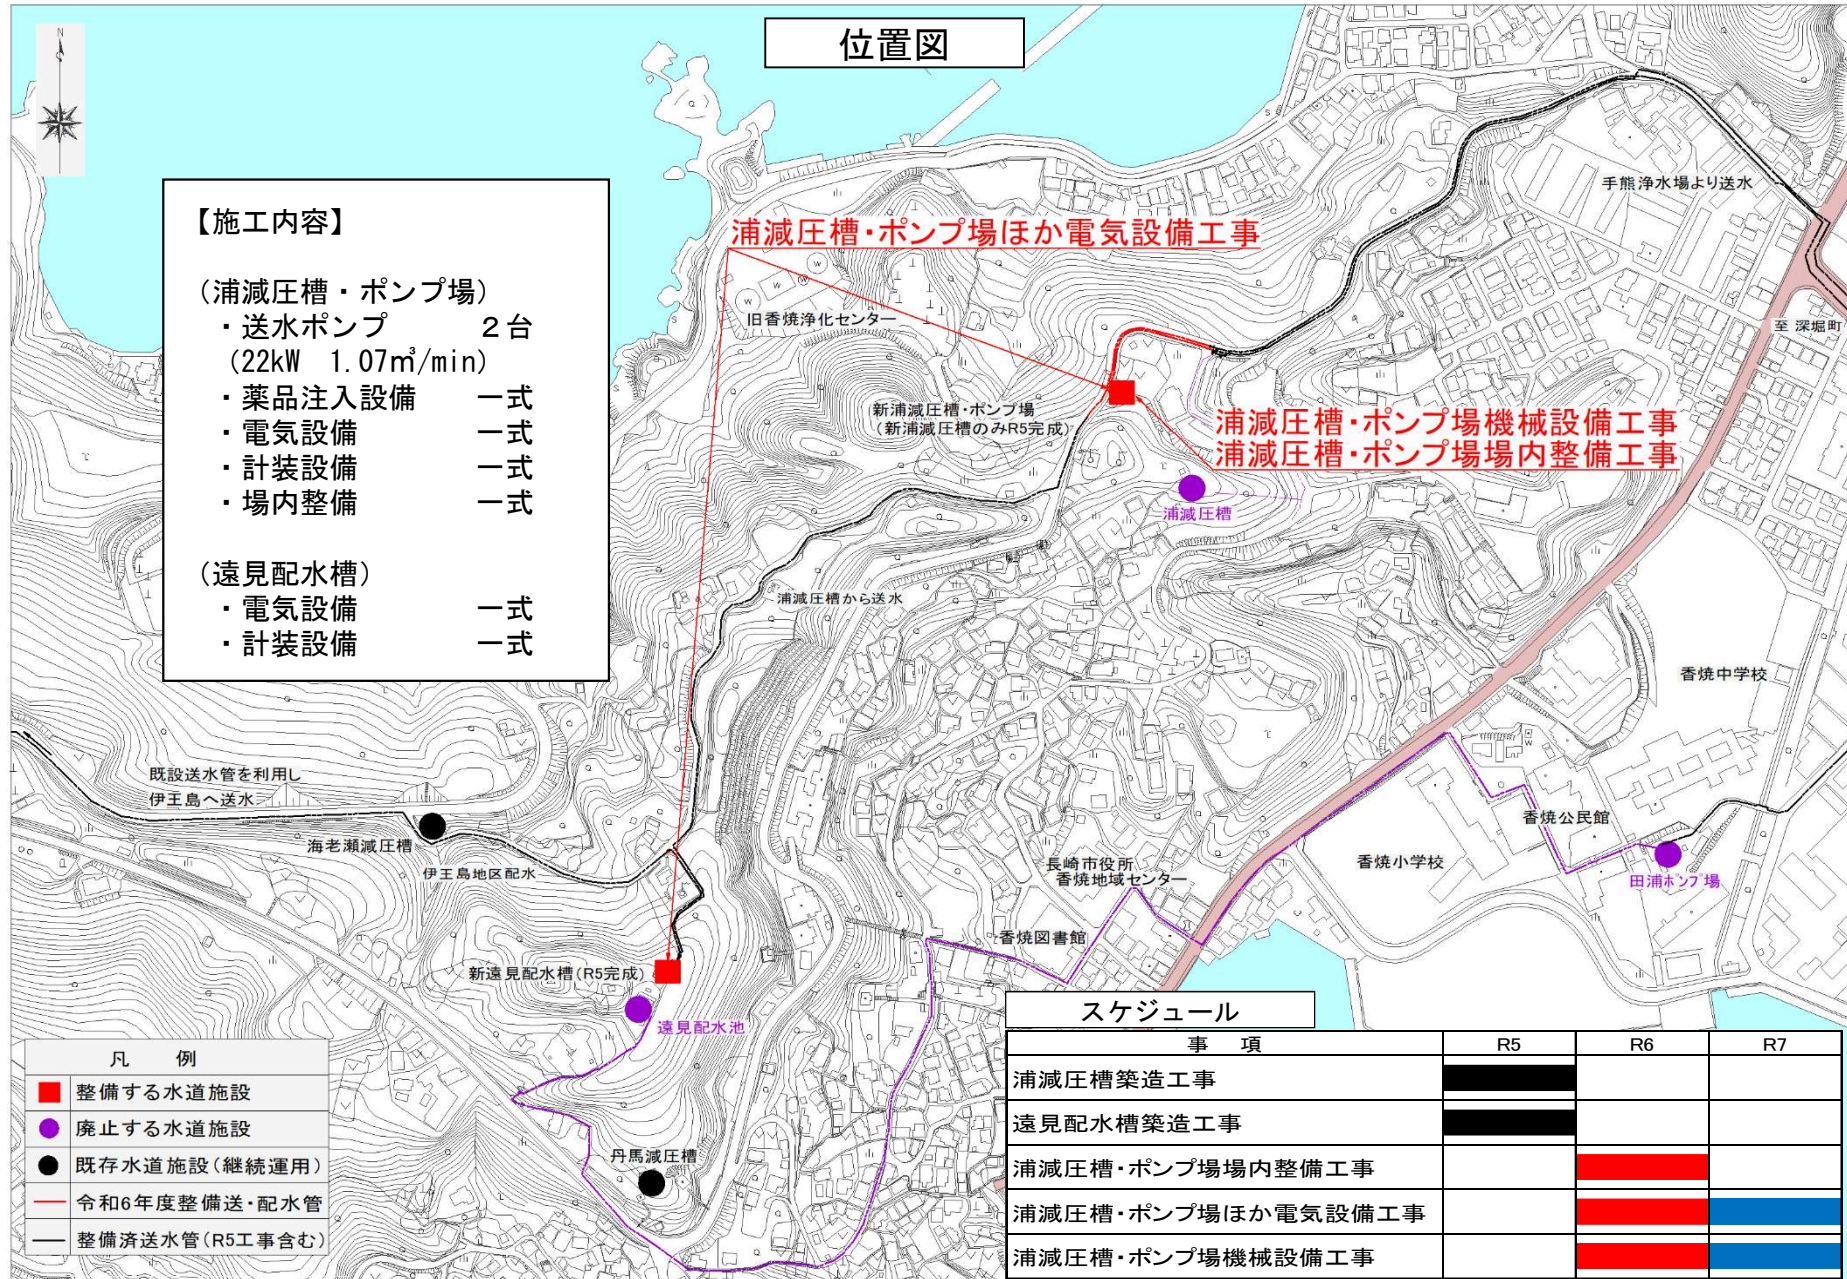 位置図
N
【施工内容】
(浦減圧槽・ポンプ場)
・送水ポンプ 2台
(22kW 1.07㎥/min)
・薬品注入設備 一式
・電気設備 一式
・計装設備 一式
・場内整備 一式
(遠見配水槽)
・電気設備 一式
・計装設備 一式
浦減圧槽・ポンプ場ほか電気設備工事
手熊浄水場より送水
旧香焼浄化センター
至 深堀町
新浦減圧槽・ポンプ場
(新浦減圧槽のみR5完成)
浦減圧槽・ポンプ場機械設備工事
浦減圧槽・ポンプ場場内整備工事
浦減圧槽
浦減圧槽から送水
香焼中学校
既設送水管を利用し
伊王島へ送水
海老瀬減圧槽
伊王島地区配水
香焼公民館
香焼小学校
田浦ポンプ場
長崎市役所
香焼地域センター
香焼図書館
新遠見配水槽(R5完成)
遠見配水池
丹馬減圧槽
凡 例
整備する水道施設
廃止する水道施設
既存水道施設(継続運用)
令和6年度整備送・配水管
整備済送水管(R5工事含む)
スケジュール
事 項 R5 R6 R7
浦減圧槽築造工事
遠見配水槽築造工事
浦減圧槽・ポンプ場場内整備工事
浦減圧槽・ポンプ場ほか電気設備工事
浦減圧槽・ポンプ場機械設備工事